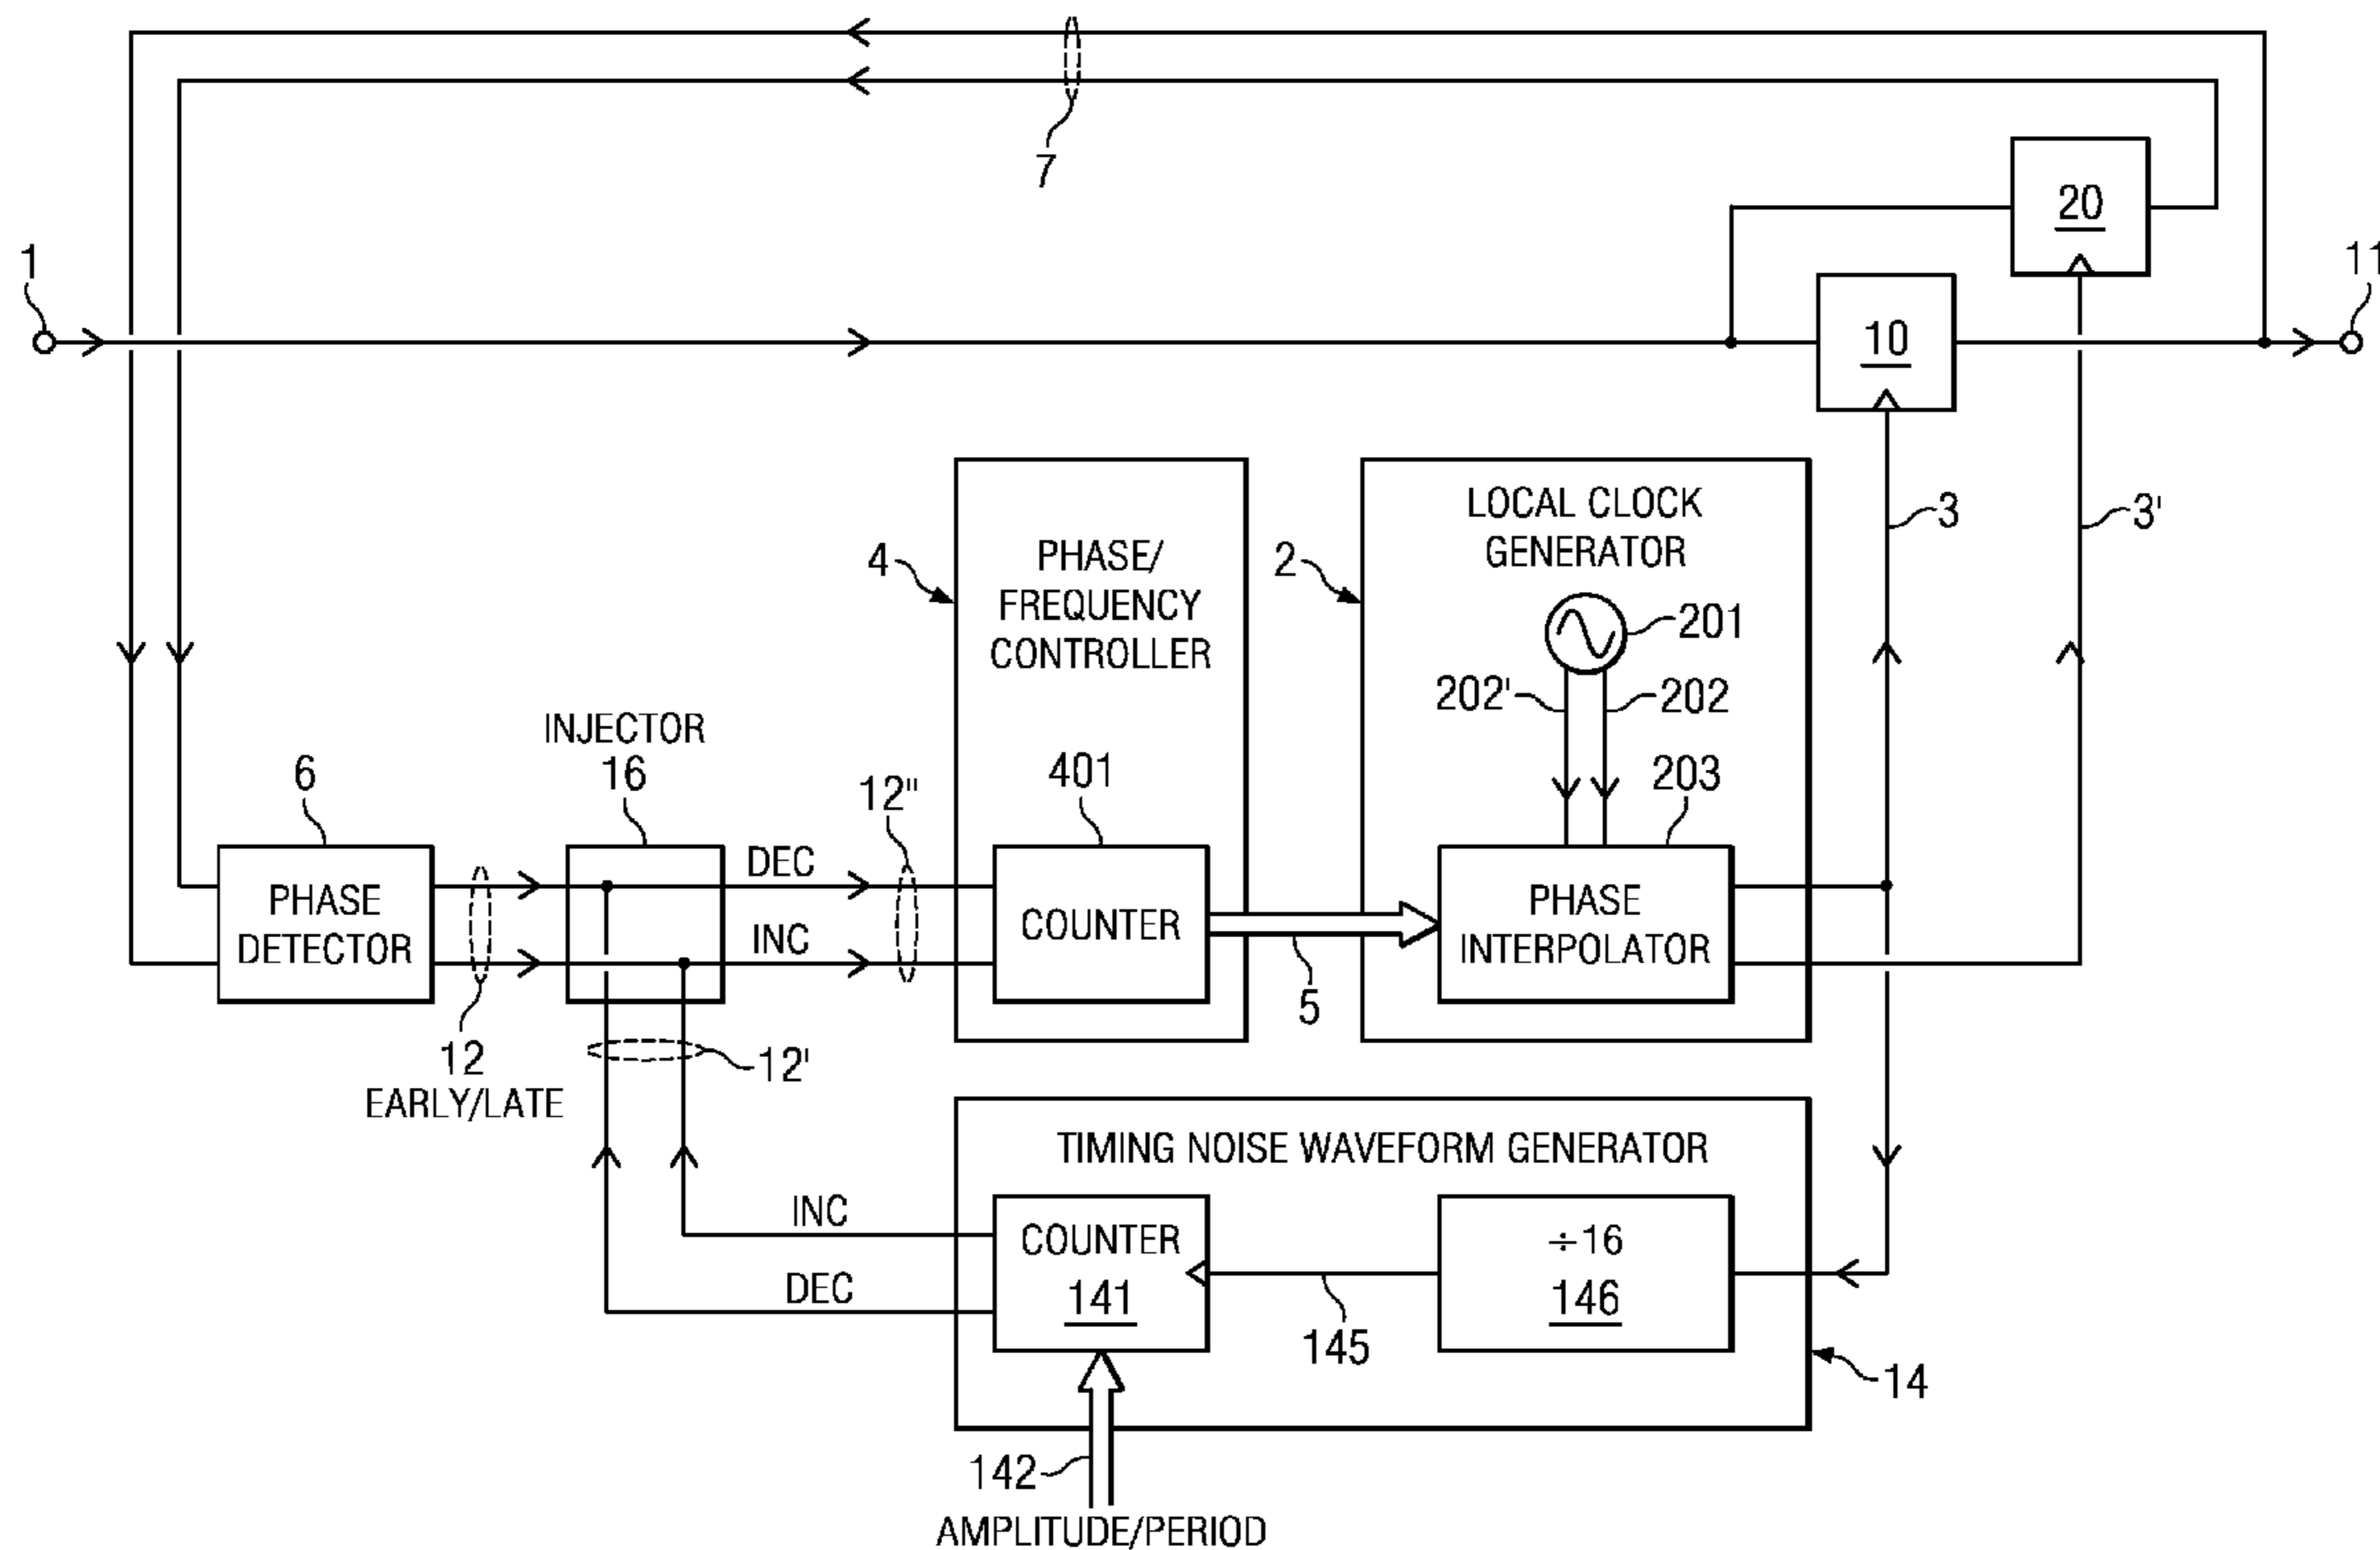 7
20
1
11
10
LOCAL CLOCK
GENERATOR
3
3'
4
PHASE/
FREQUENCY
CONTROLLER
2
201
202'
202
INJECTOR
16
6
401
203
12"
DEC
PHASE
DETECTOR
INC
COUNTER
PHASE
INTERPOLATOR
5
12
EARLY/LATE
12'
TIMING NOISE WAVEFORM GENERATOR
INC
COUNTER
141
DEC
÷16
146
145
14
142
AMPLITUDE/PERIOD